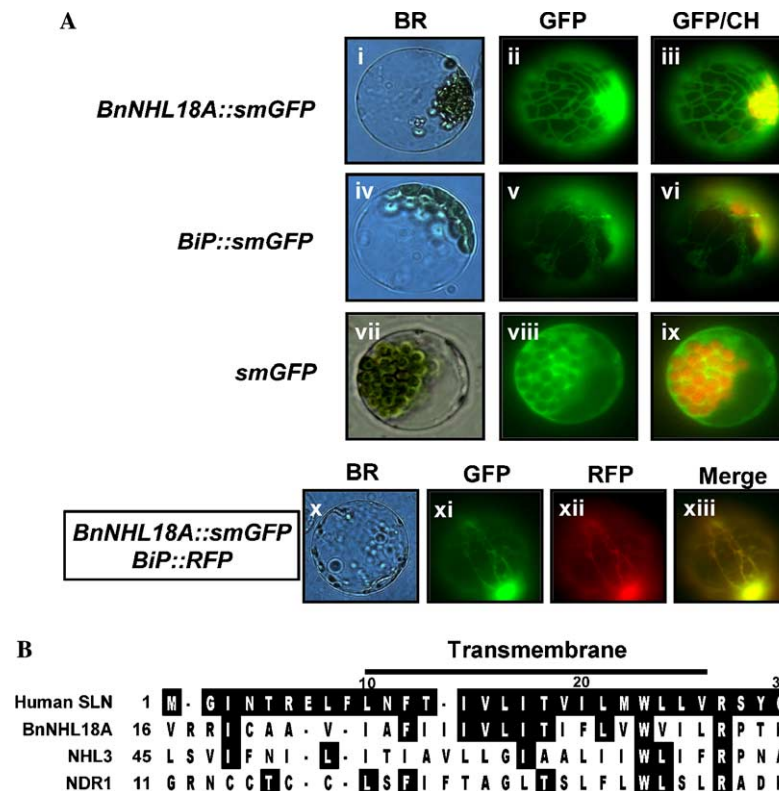 A
BR GFP GFP/CH
BnNHL18A::smGFP i ii iii
BiP::smGFP iv v vi
smGFP vii viii ix
BR GFP RFP Merge
BnNHL18A::smGFP
BiP::RFP
x xi xii xiii
B
Transmembrane
10 20
Human SLN 1 M - G I N T R E L F L N F T - I V L I T V I L M W L L V R S Y
BnNHL18A 16 V R R I C A A - V - I A F I I I V L I T I F L V W V I L R P T
NHL3 45 L S V I F N I - L - I T I A V L L G I A A L I I W L I F R P N
NDR1 11 G R N C C T C - C - L S F I F T A G L T S L F L W L S L R A D